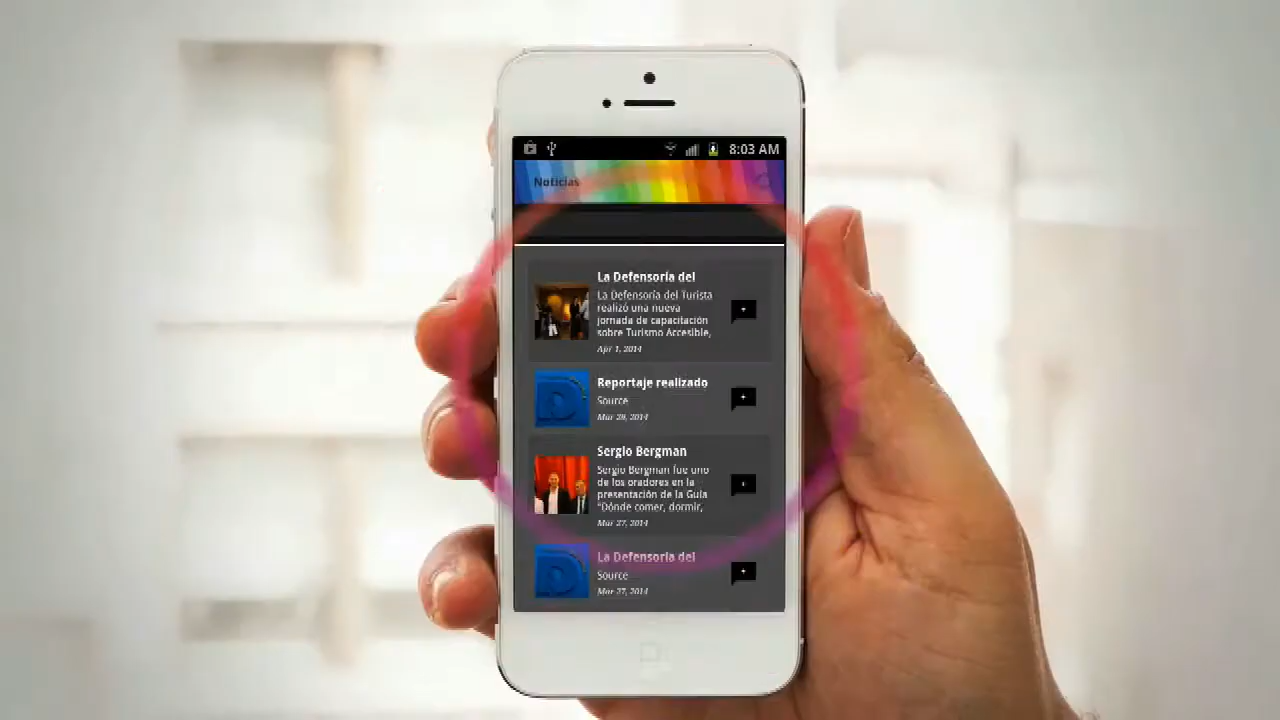 8:03 AM
Noticias
La Defensoría del
La Defensoría del Turista
realizó una nueva
jornada de capacitación
sobre Turismo Accesible,
Apr 1, 2014
Reportaje realizado
Source
Mar 28, 2014
Sergio Bergman
Sergio Bergman fue uno
de los oradores en la
presentación de la Guía
"Dónde comer, dormir,
Mar 27, 2014
La Defensoría del
Source
Mar 27, 2014